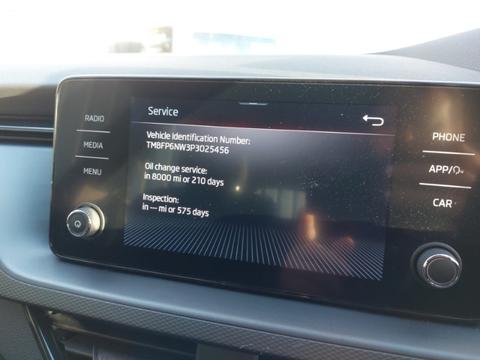 Service
RADIO
MEDIA
MENU
Vehicle Identification Number:
TMBFP6NW3P3025456
Oil change service:
in 8000 mi or 210 days
Inspection:
in --- mi or 575 days
PHONE
APP/
CAR